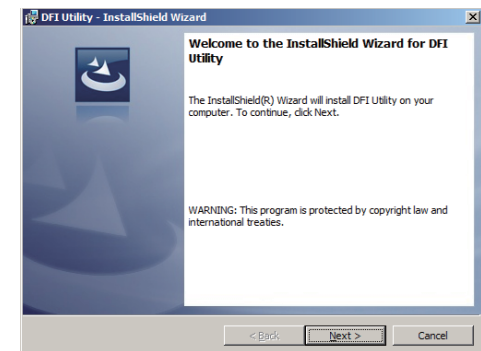 DFI Utility - InstallShield Wizard
Welcome to the InstallShield Wizard for DFI
Utility
The InstallShield(R) Wizard will install DFI Utility on your
computer. To continue, click Next.
WARNING: This program is protected by copyright law and
international treaties.
< Back Next > Cancel